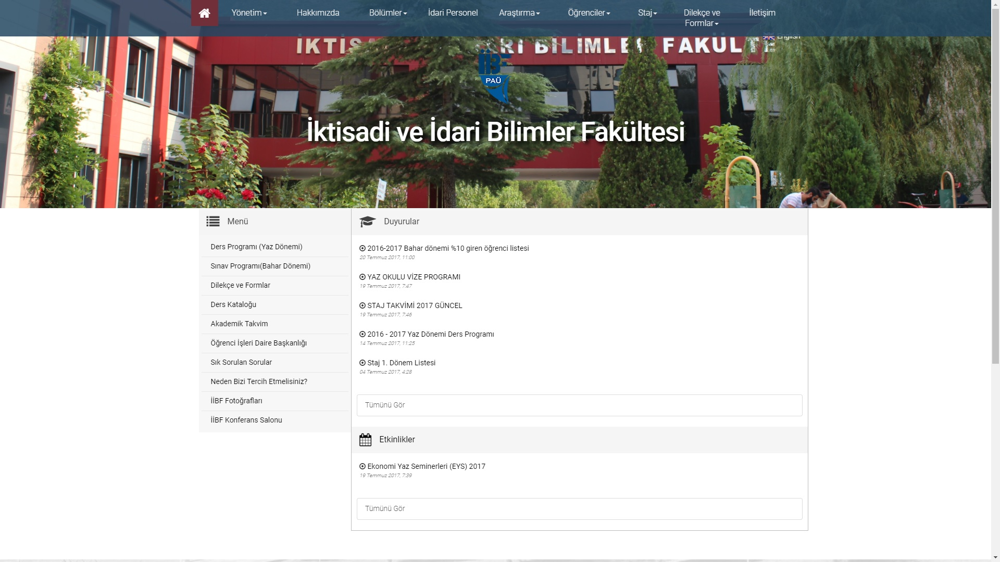 Yönetim
Hakkımızda
Bölümler
İdari Personel
Araştırma
Öğrenciler
Staj
Dilekçe ve
Formlar
İletişim
English
İİBF
PAÜ
İktisadi ve İdari Bilimler Fakültesi
Menü
Ders Programı (Yaz Dönemi)
Sınav Programı(Bahar Dönemi)
Dilekçe ve Formlar
Ders Kataloğu
Akademik Takvim
Öğrenci İşleri Daire Başkanlığı
Sık Sorulan Sorular
Neden Bizi Tercih Etmelisiniz?
İİBF Fotoğrafları
İİBF Konferans Salonu
Duyurular
2016-2017 Bahar dönemi %10 giren öğrenci listesi
20 Temmuz 2017, 11:00
YAZ OKULU VİZE PROGRAMI
19 Temmuz 2017, 7:47
STAJ TAKVİMİ 2017 GÜNCEL
19 Temmuz 2017, 7:46
2016 - 2017 Yaz Dönemi Ders Programı
14 Temmuz 2017, 11:25
Staj 1. Dönem Listesi
04 Temmuz 2017, 4:28
Tümünü Gör
Etkinlikler
Ekonomi Yaz Seminerleri (EYS) 2017
19 Temmuz 2017, 7:39
Tümünü Gör